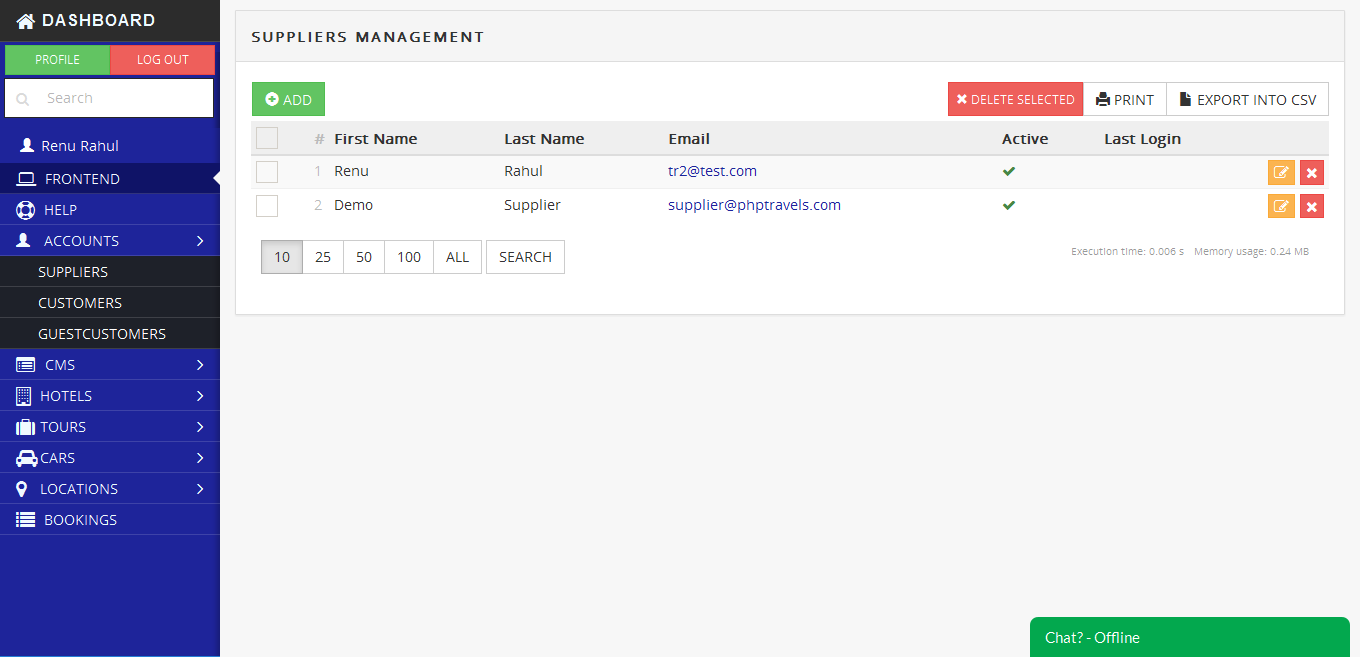 DASHBOARD
PROFILE LOG OUT
Search
Renu Rahul
FRONTEND
HELP
ACCOUNTS
SUPPLIERS
CUSTOMERS
GUESTCUSTOMERS
CMS
HOTELS
TOURS
CARS
LOCATIONS
BOOKINGS
SUPPLIERS MANAGEMENT
ADD DELETE SELECTED PRINT EXPORT INTO CSV
# First Name Last Name Email Active Last Login
1 Renu Rahul tr2@test.com
2 Demo Supplier supplier@phptravels.com
10 25 50 100 ALL SEARCH
Execution time: 0.006 s Memory usage: 0.24 MB
Chat? - Offline